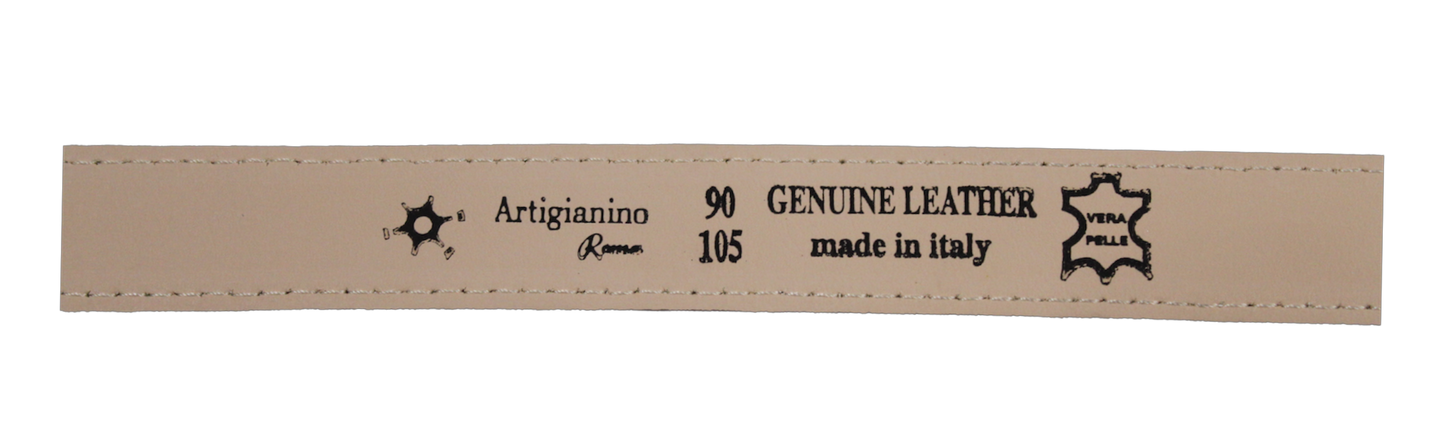 Artigianino
Roma
90
105
GENUINE LEATHER
made in italy
VERA
PELLE